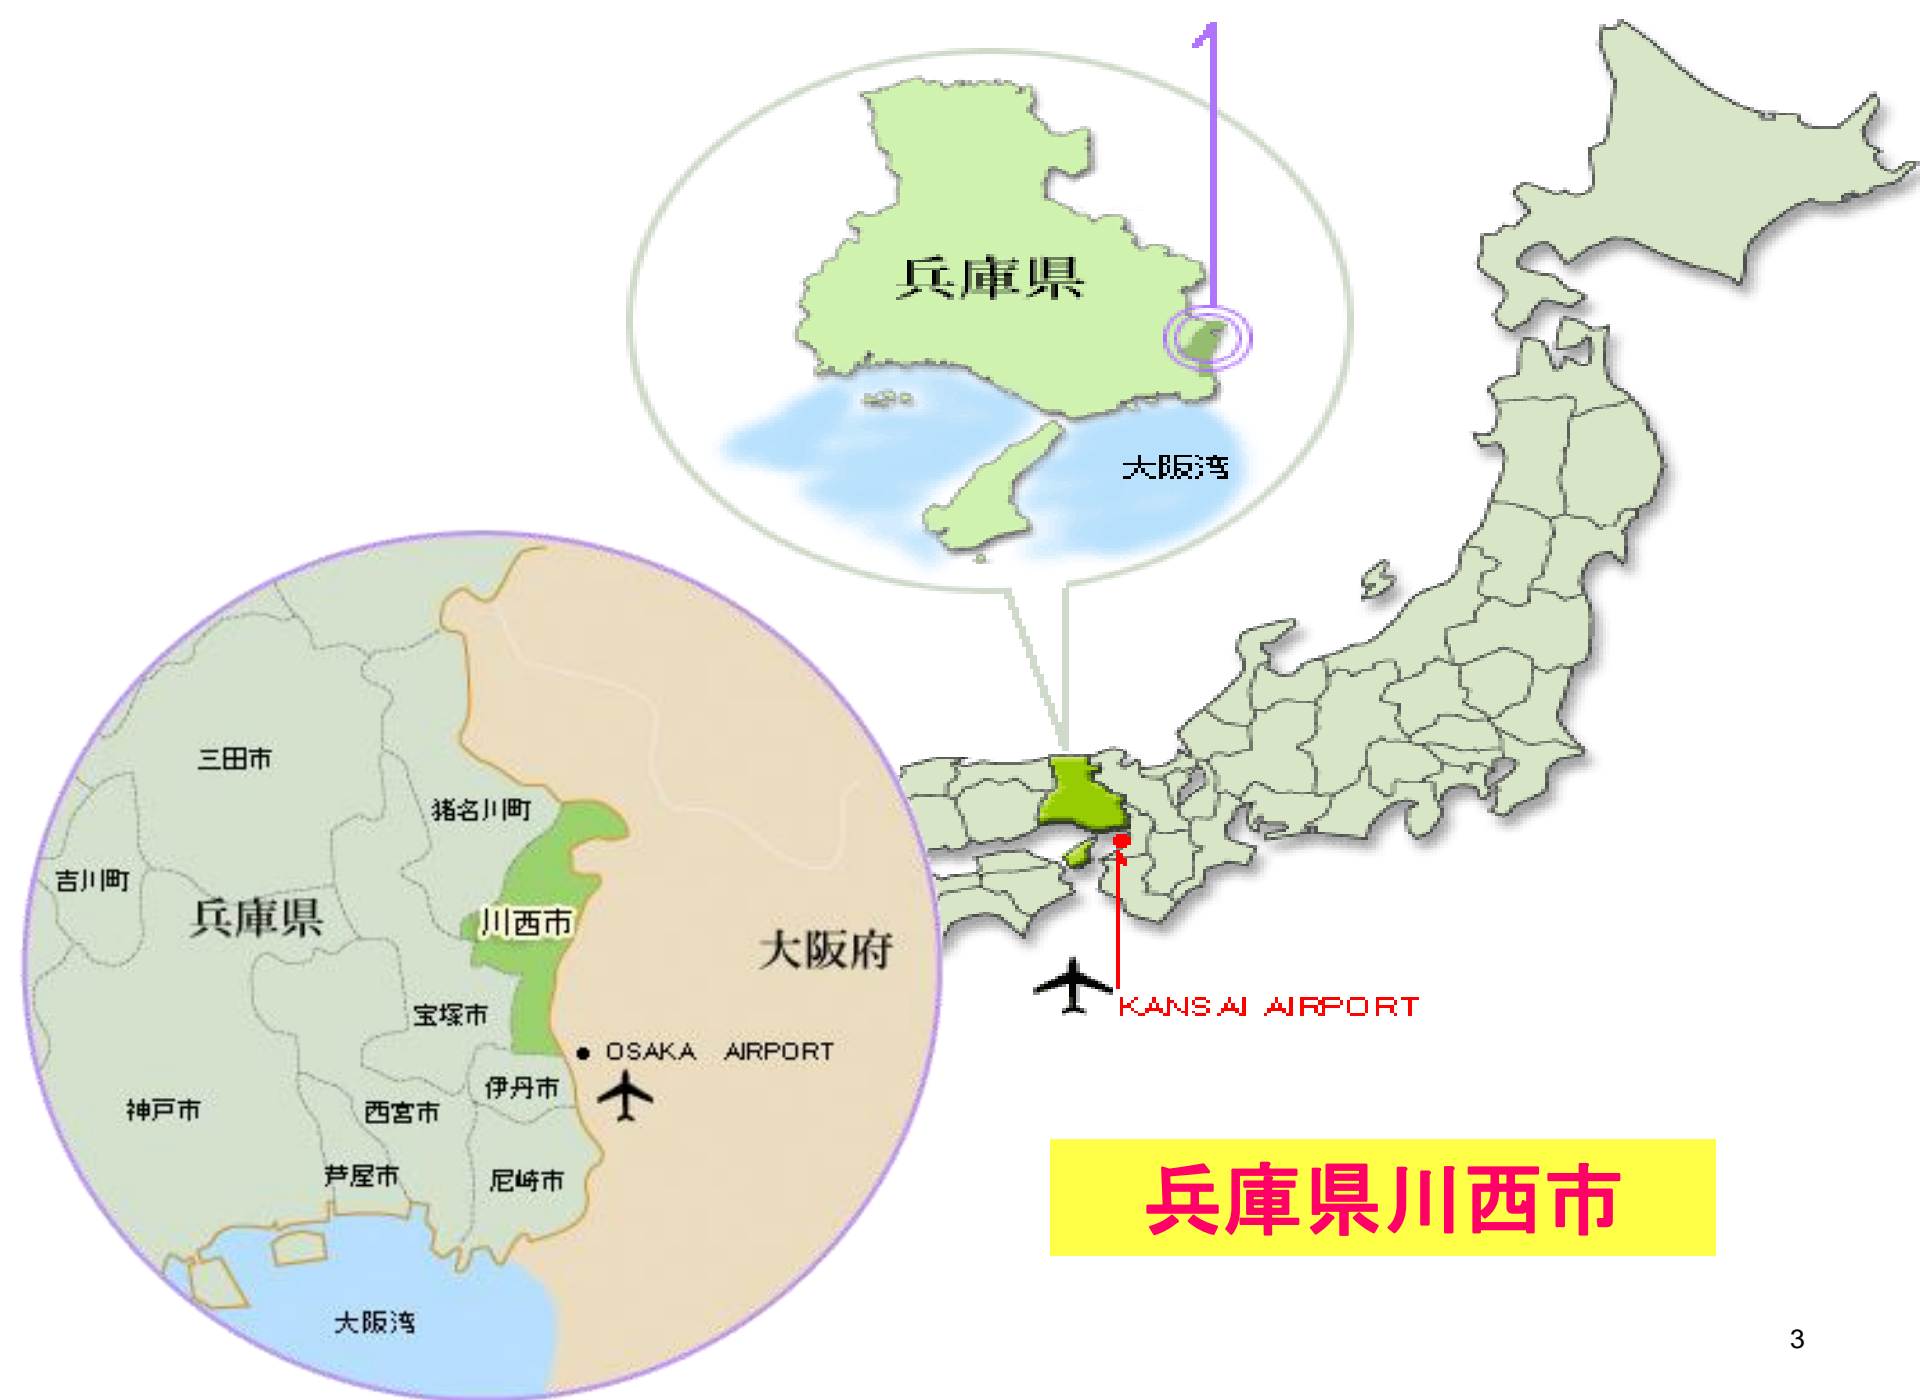 1
兵庫県
大阪湾
三田市
猪名川町
吉川町
兵庫県
川西市
大阪府
宝塚市
KANSAI AIRPORT
OSAKA AIRPORT
伊丹市
神戸市
西宮市
芦屋市
尼崎市
兵庫県川西市
大阪湾
3